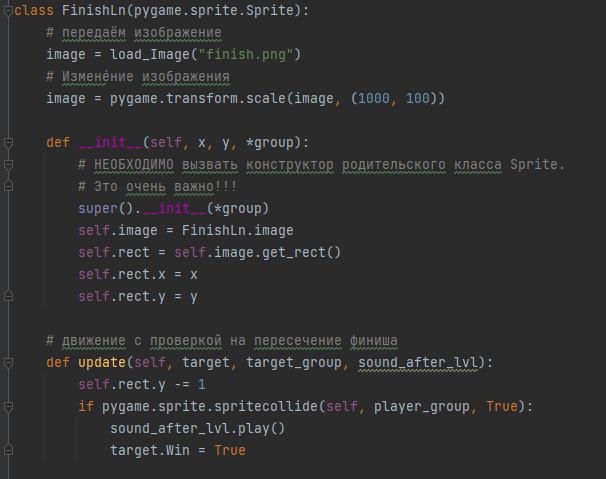 class FinishLn(pygame.sprite.Sprite):
    # передаём изображение
    image = load_Image("finish.png")
    # Изменéние изображения
    image = pygame.transform.scale(image, (1000, 100))
    def __init__(self, x, y, *group):
        # НЕОБХОДИМО вызвать конструктор родительского класса Sprite.
        # Это очень важно!!!
        super().__init__(*group)
        self.image = FinishLn.image
        self.rect = self.image.get_rect()
        self.rect.x = x
        self.rect.y = y
    # движение с проверкой на пересечение финиша
    def update(self, target, target_group, sound_after_lvl):
        self.rect.y -= 1
        if pygame.sprite.spritecollide(self, player_group, True):
            sound_after_lvl.play()
            target.Win = True